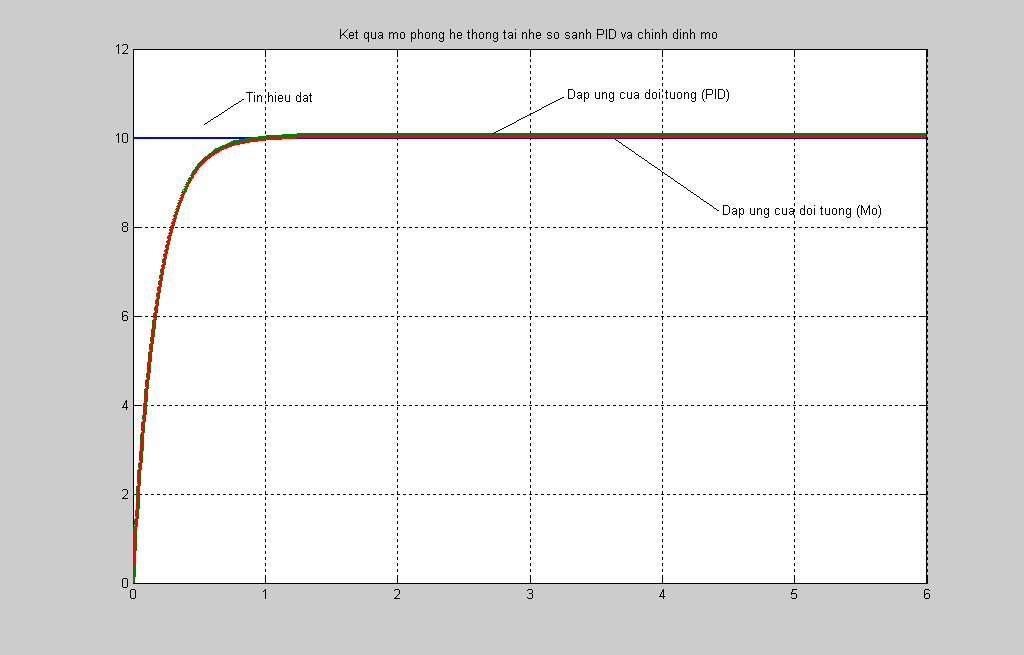 Ket qua mo phong he thong tai nhe so sanh PID va chinh dinh mo
12
Tin hieu dat
Dap ung cua doi tuong (PID)
10
Dap ung cua doi tuong (Mo)
8
6
4
2
0
0 1 2 3 4 5 6